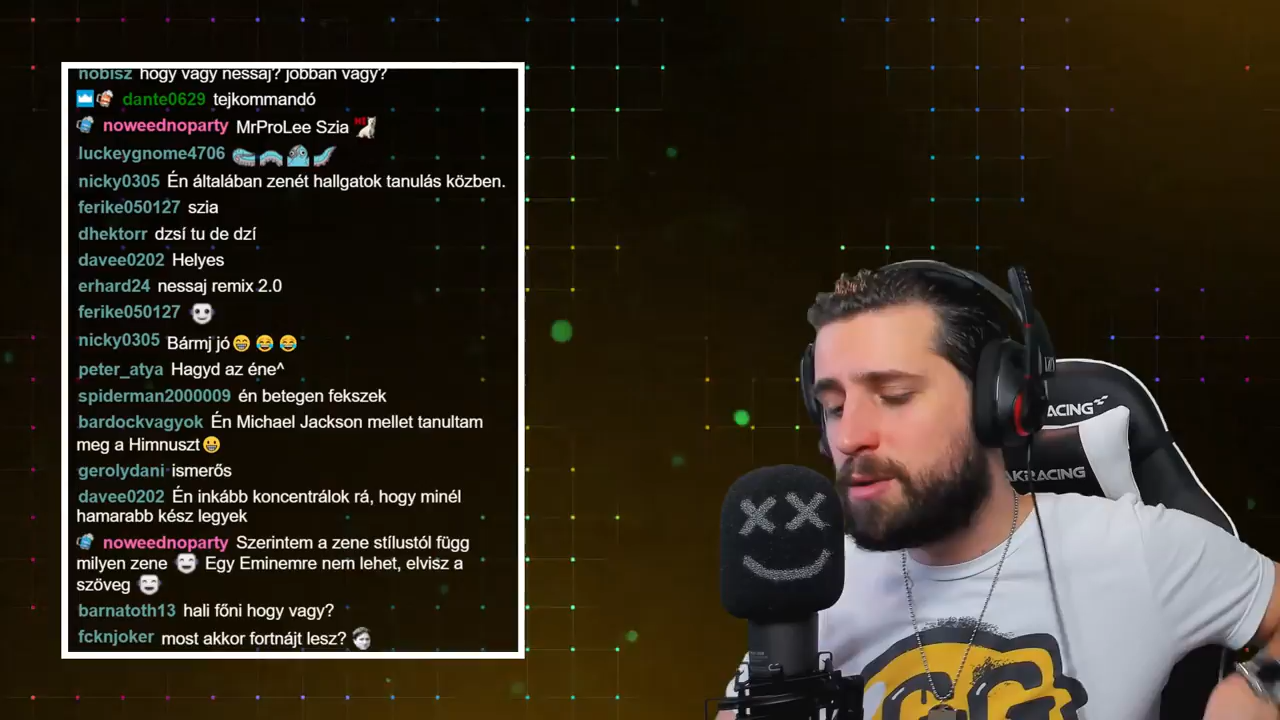 nobisz hogy vagy nessaj? jobban vagy?
dante0629 tejkommandó
noweednoparty MrProLee Szia
luckeygnome4706
nicky0305 Én általában zenét hallgatok tanulás közben.
ferike050127 szia
dhektorr dzsí tu de dzí
davee0202 Helyes
erhard24 nessaj remix 2.0
ferike050127
nicky0305 Bármj jó😁😂😂
peter_atya Hagyd az éne^
spiderman2000009 én betegen fekszek
bardockvagyok Én Michael Jackson mellet tanultam
meg a Himnuszt😀
gerolydani ismerős
davee0202 Én inkább koncentrálok rá, hogy minél
hamarabb kész legyek
noweednoparty Szerintem a zene stílustól függ
milyen zene Egy Eminemre nem lehet, elvisz a
szöveg
barnatoth13 hali főni hogy vagy?
fcknjoker most akkor fortnájt lesz?
ACING
AKRACING
GG